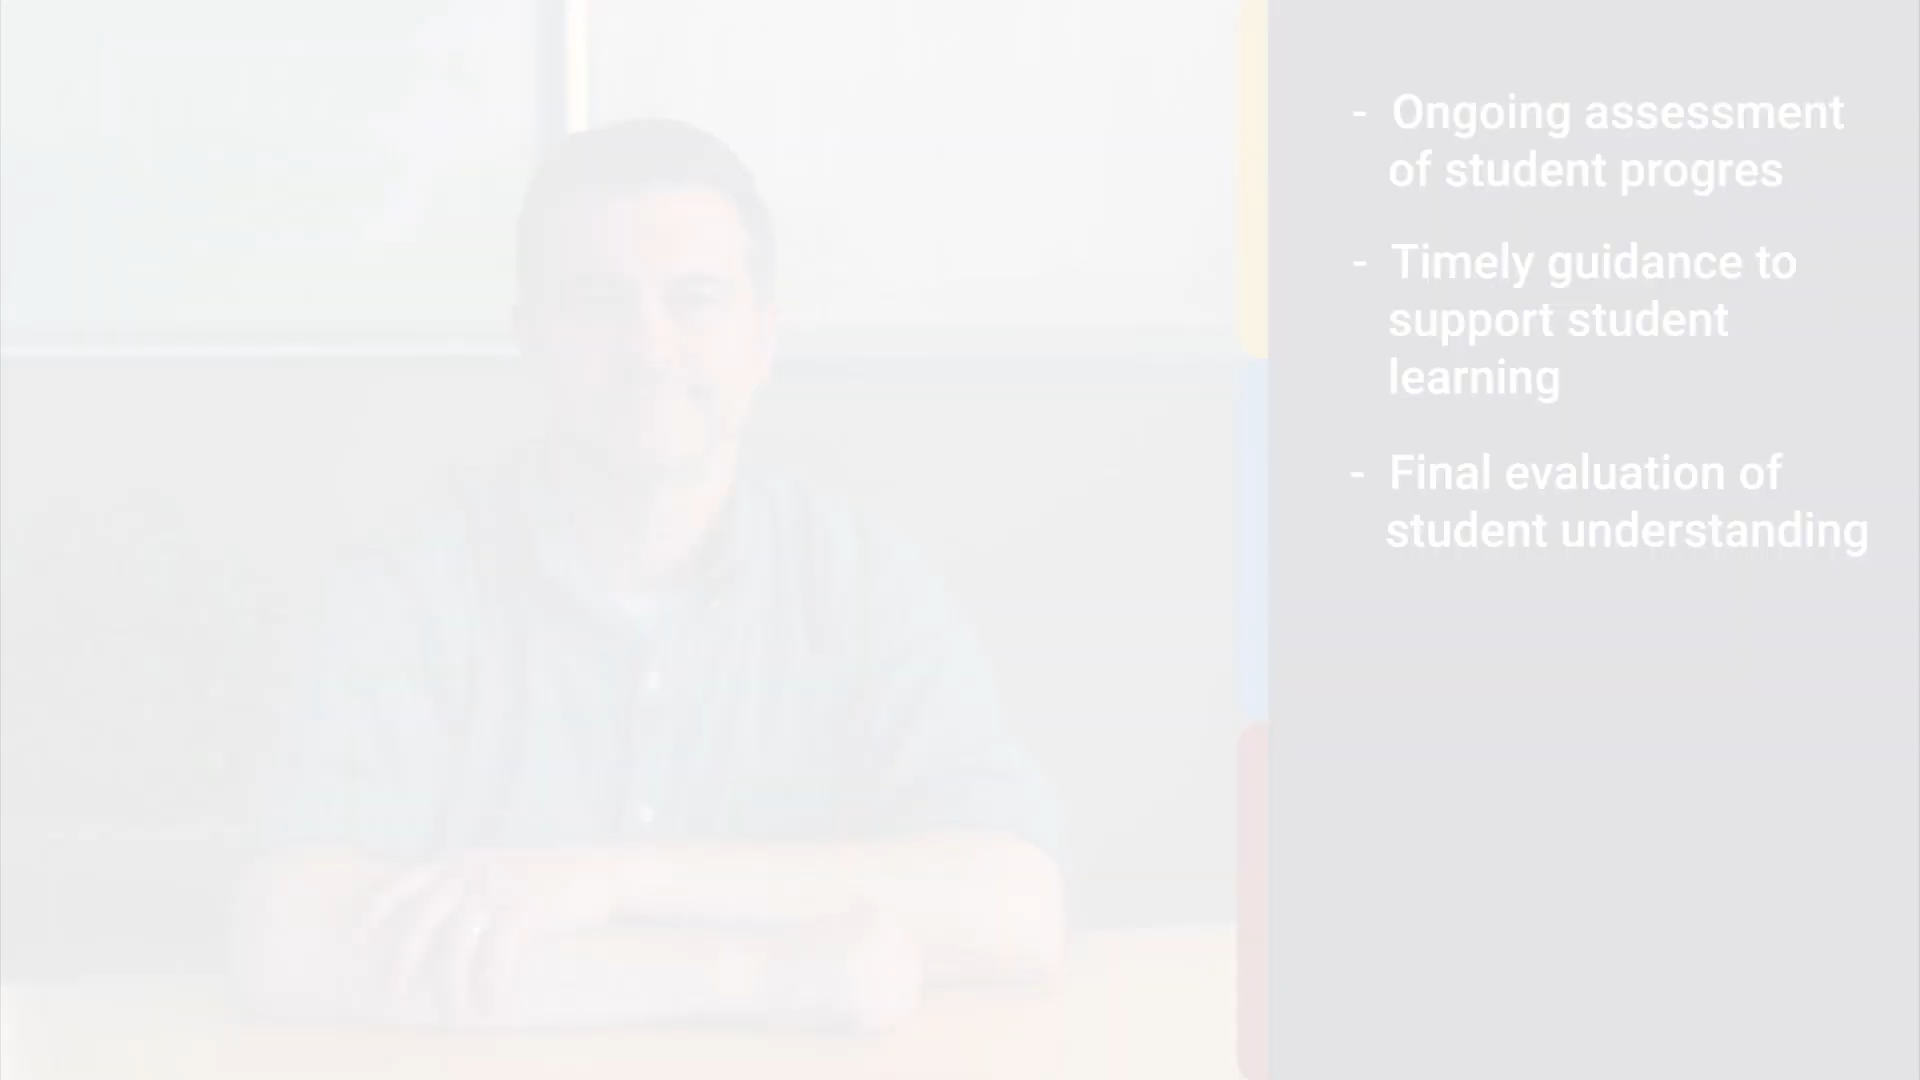 - Ongoing assessment
of student progres
- Timely guidance to
support student
learning
- Final evaluation of
student understanding